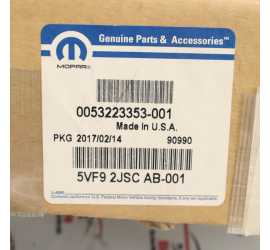 Genuine Parts & Accessories
MOPAR
0053223353-001
Made in U.S.A.
PKG 2017/02/14 90990
5VF9 2JSC AB-001